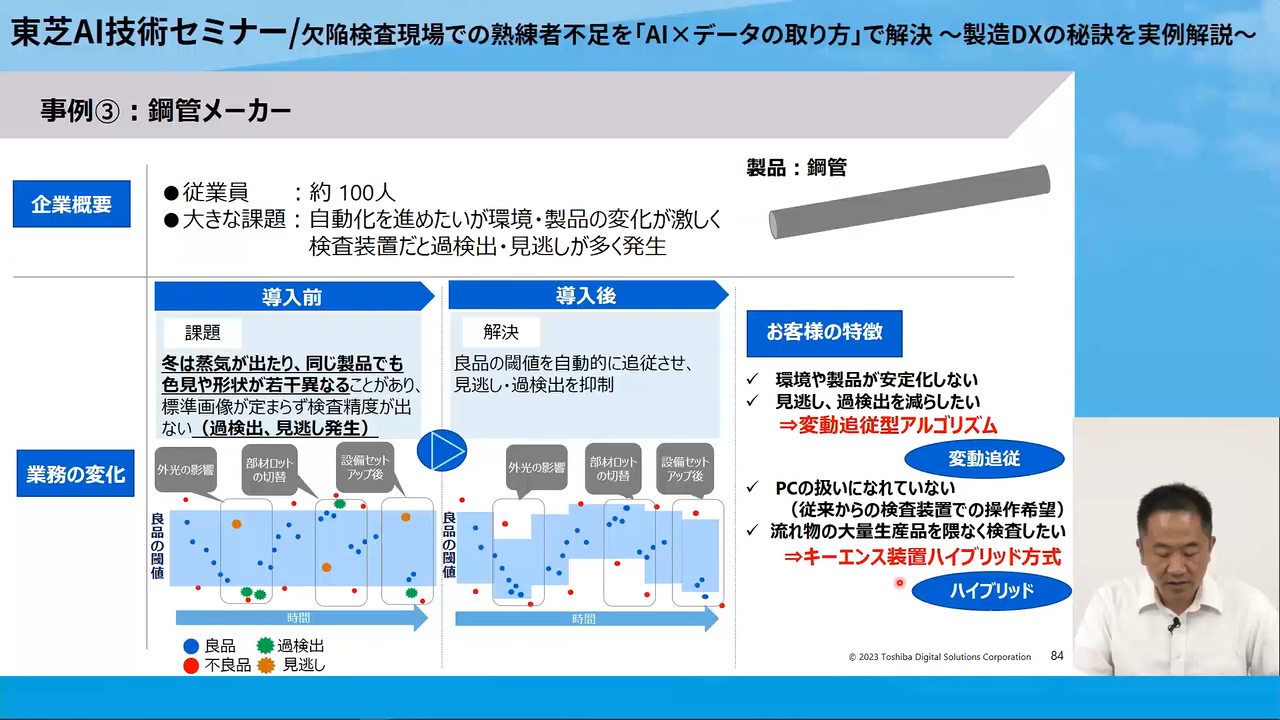 東芝AI技術セミナー/欠陥検査現場での熟練者不足を「AI×データの取り方」で解決 ～製造DXの秘訣を実例解説～
事例③：鋼管メーカー
企業概要
●従業員 ：約 100人
●大きな課題：自動化を進めたいが環境・製品の変化が激しく
検査装置だと過検出・見逃しが多く発生
製品：鋼管
業務の変化
導入前
課題
冬は蒸気が出たり、同じ製品でも
色見や形状が若干異なることがあり、
標準画像が定まらず検査精度が出
ない（過検出、見逃し発生）
外光の影響
部材ロット
の切替
設備セット
アップ後
良品の閾値
時間
●良品
過検出
●不良品
見逃し
導入後
解決
良品の閾値を自動的に追従させ、
見逃し・過検出を抑制
外光の影響
部材ロット
の切替
設備セット
アップ後
良品の閾値
時間
お客様の特徴
✓ 環境や製品が安定化しない
✓ 見逃し、過検出を減らしたい
⇒変動追従型アルゴリズム
変動追従
✓ PCの扱いになれていない
（従来からの検査装置での操作希望）
✓ 流れ物の大量生産品を隈なく検査したい
⇒キーエンス装置ハイブリッド方式
ハイブリッド
© 2023 Toshiba Digital Solutions Corporation 84